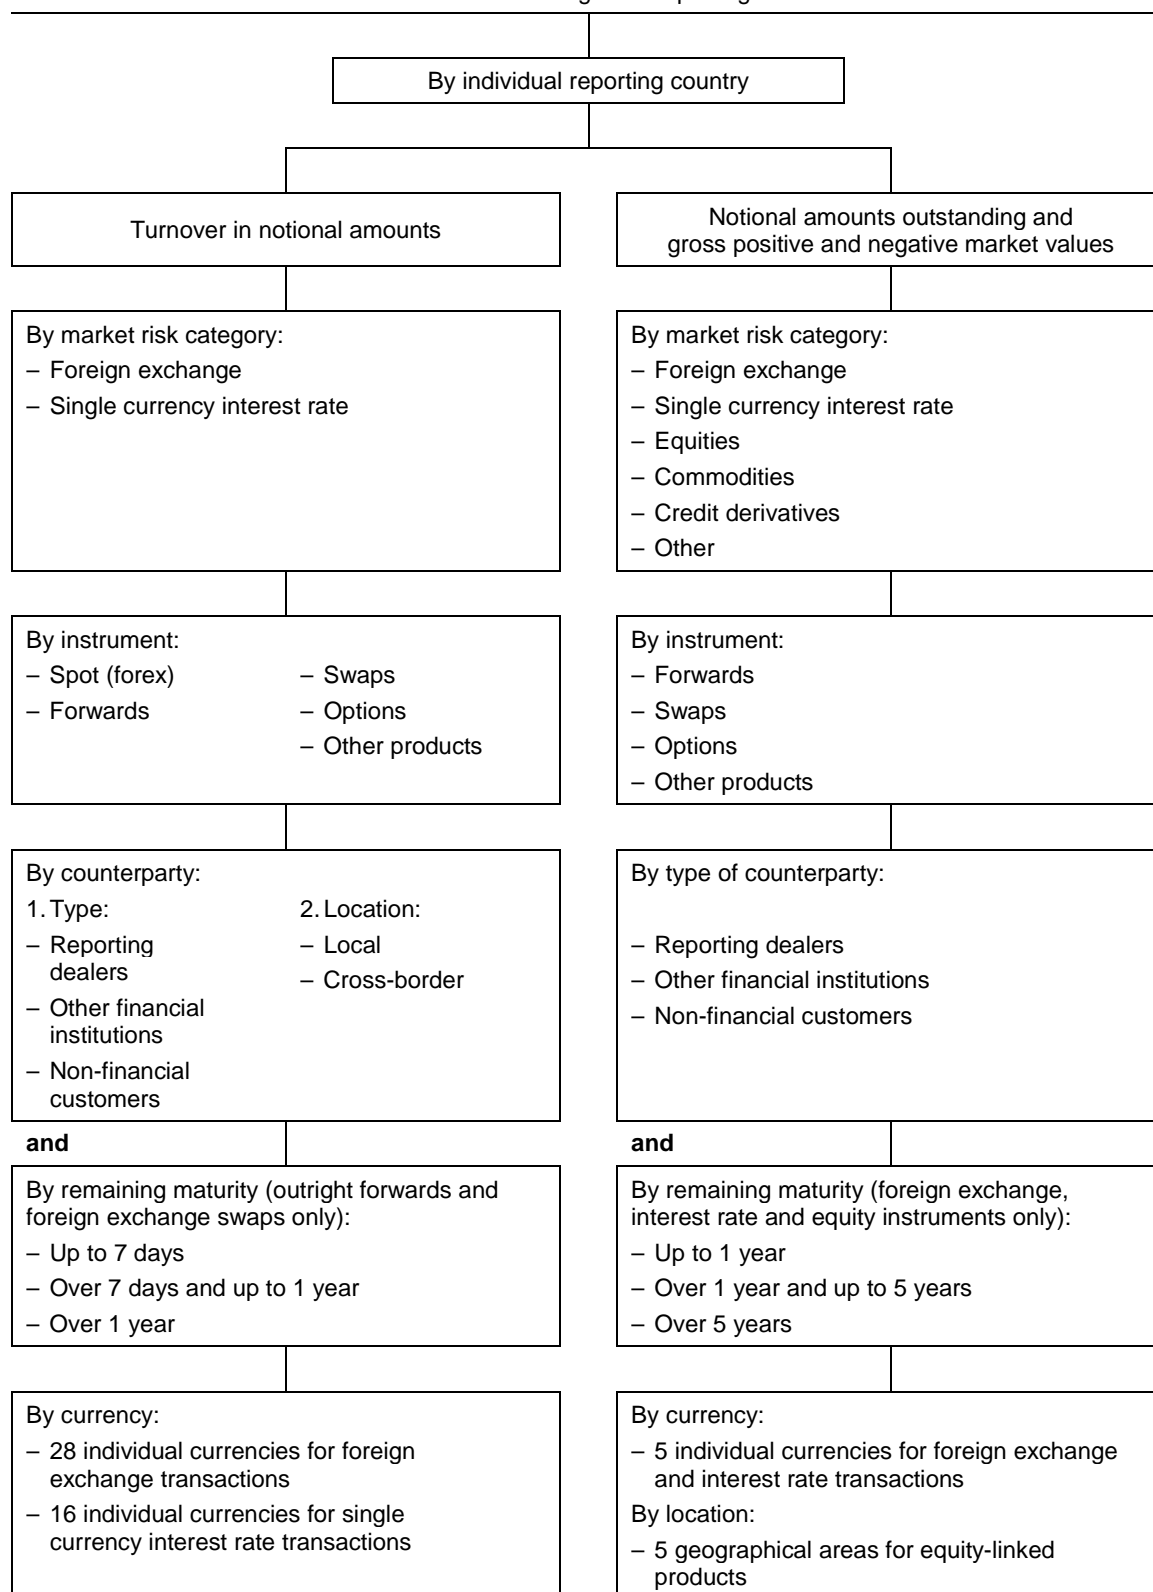 By individual reporting country
Turnover in notional amounts
Notional amounts outstanding and
gross positive and negative market values
By market risk category:
– Foreign exchange
– Single currency interest rate
By market risk category:
– Foreign exchange
– Single currency interest rate
– Equities
– Commodities
– Credit derivatives
– Other
By instrument:
– Spot (forex)
– Forwards
– Swaps
– Options
– Other products
By instrument:
– Forwards
– Swaps
– Options
– Other products
By counterparty:
1. Type:
– Reporting
dealers
– Other financial
institutions
– Non-financial
customers
2. Location:
– Local
– Cross-border
By type of counterparty:
– Reporting dealers
– Other financial institutions
– Non-financial customers
and
and
By remaining maturity (outright forwards and
foreign exchange swaps only):
– Up to 7 days
– Over 7 days and up to 1 year
– Over 1 year
By remaining maturity (foreign exchange,
interest rate and equity instruments only):
– Up to 1 year
– Over 1 year and up to 5 years
– Over 5 years
By currency:
– 28 individual currencies for foreign
exchange transactions
– 16 individual currencies for single
currency interest rate transactions
By currency:
– 5 individual currencies for foreign exchange
and interest rate transactions
By location:
– 5 geographical areas for equity-linked
products